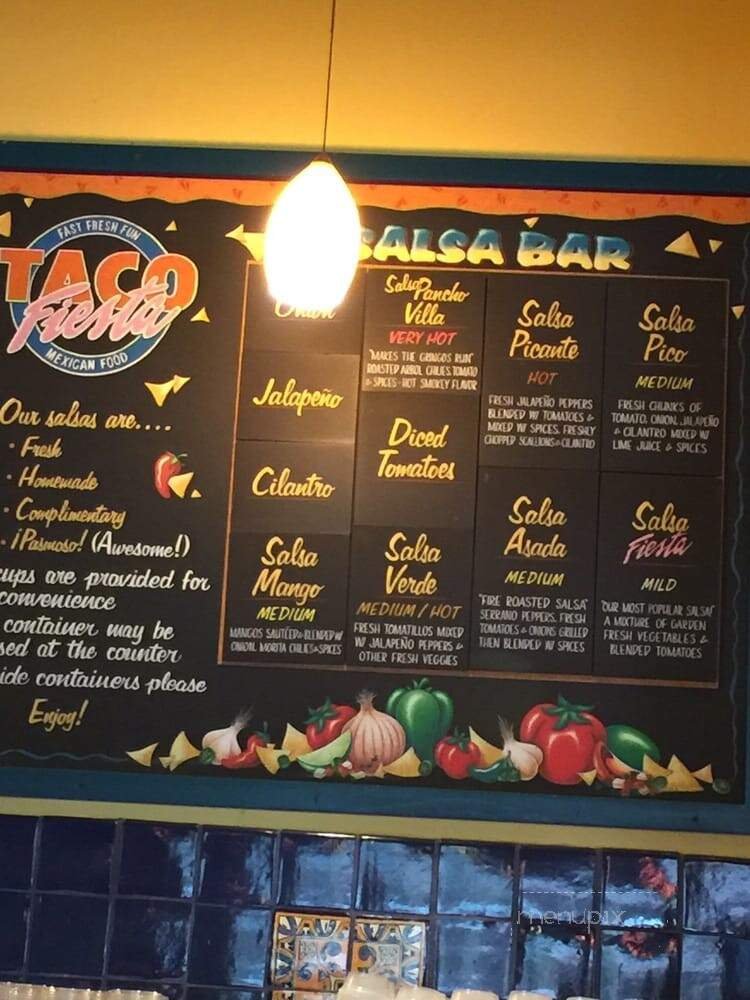 FAST FRESH FUN
TACO
Fiesta
MEXICAN FOOD
Our salsas are....
• Fresh
• Homemade
• Complimentary
• ¡Pasmoso! (Awesome!)
cups are provided for
convenience
container may be
sed at the counter
ide containers please
Enjoy!
SALSA BAR
Onion
Jalapeño
Cilantro
Salsa
Mango
MEDIUM
MANGOS SAUTÉED & BLENDED W/
ONION, MORITA CHILIES & SPICES
Salsa Pancho
Villa
VERY HOT
"MAKES THE GRINGOS RUN"
ROASTED ARBOL CHILIES, TOMATO
& SPICES - HOT SMOKEY FLAVOR
Diced
Tomatoes
Salsa
Verde
MEDIUM / HOT
FRESH TOMATILLOS MIXED
W/ JALAPEÑO PEPPERS &
OTHER FRESH VEGGIES
Salsa
Picante
HOT
FRESH JALAPEÑO PEPPERS
BLENDED W/ TOMATOES &
MIXED W/ SPICES, FRESHLY
CHOPPED SCALLIONS & CILANTRO
Salsa
Asada
MEDIUM
"FIRE ROASTED SALSA"
SERRANO PEPPERS, FRESH
TOMATOES & ONIONS GRILLED
THEN BLENDED W/ SPICES
Salsa
Pico
MEDIUM
FRESH CHUNKS OF
TOMATO, ONION, JALAPEÑO
& CILANTRO MIXED W/
LIME JUICE & SPICES
Salsa
Fiesta
MILD
"OUR MOST POPULAR SALSA"
A MIXTURE OF GARDEN
FRESH VEGETABLES &
BLENDED TOMATOES
menupix